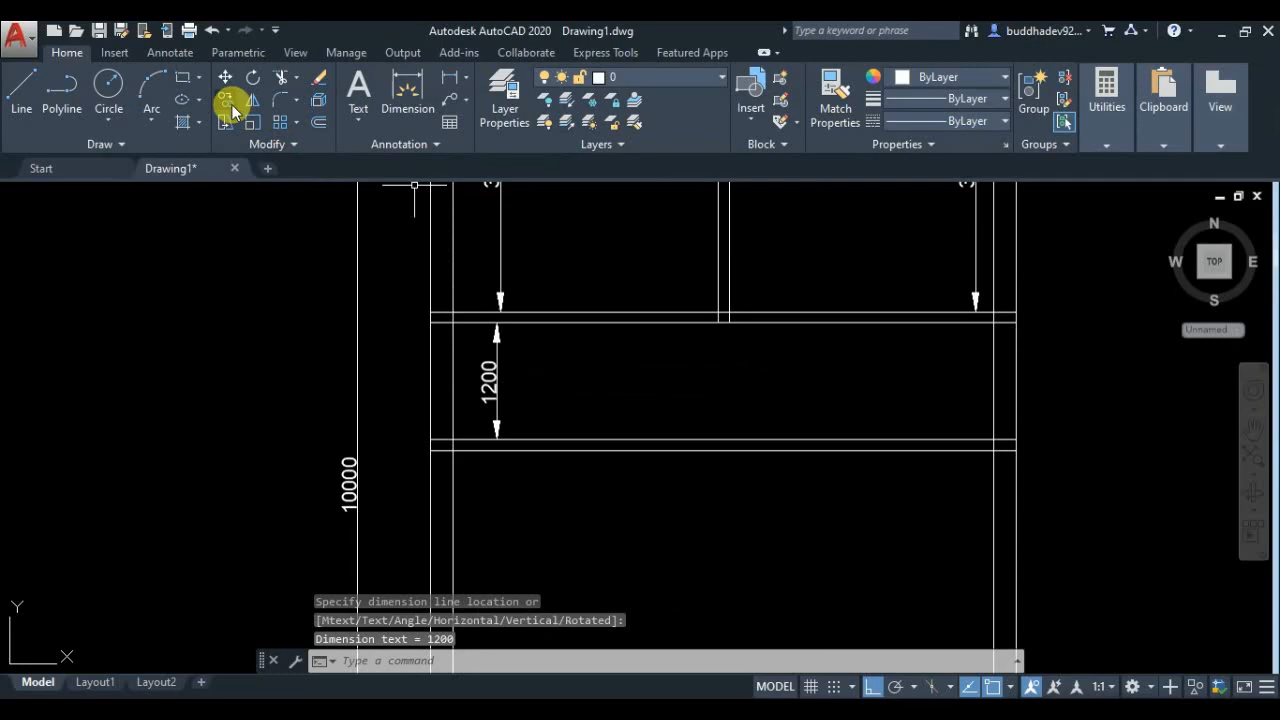 Autodesk AutoCAD 2020 Drawing1.dwg
Type a keyword or phrase
buddhadev92...
Home Insert Annotate Parametric View Manage Output Add-ins Collaborate Express Tools Featured Apps
Line Polyline Circle Arc
Text Dimension
Layer Properties
0
Insert
Match Properties
ByLayer
ByLayer
ByLayer
Group
Utilities
Clipboard
View
Draw Modify Annotation Layers Block Properties Groups
Start Drawing1*
N
W TOP E
S
Unnamed
1200
10000
Y
X
Specify dimension line location or
[Mtext/Text/Angle/Horizontal/Vertical/Rotated]:
Dimension text = 1200
Type a command
Model Layout1 Layout2 +
MODEL 1:1